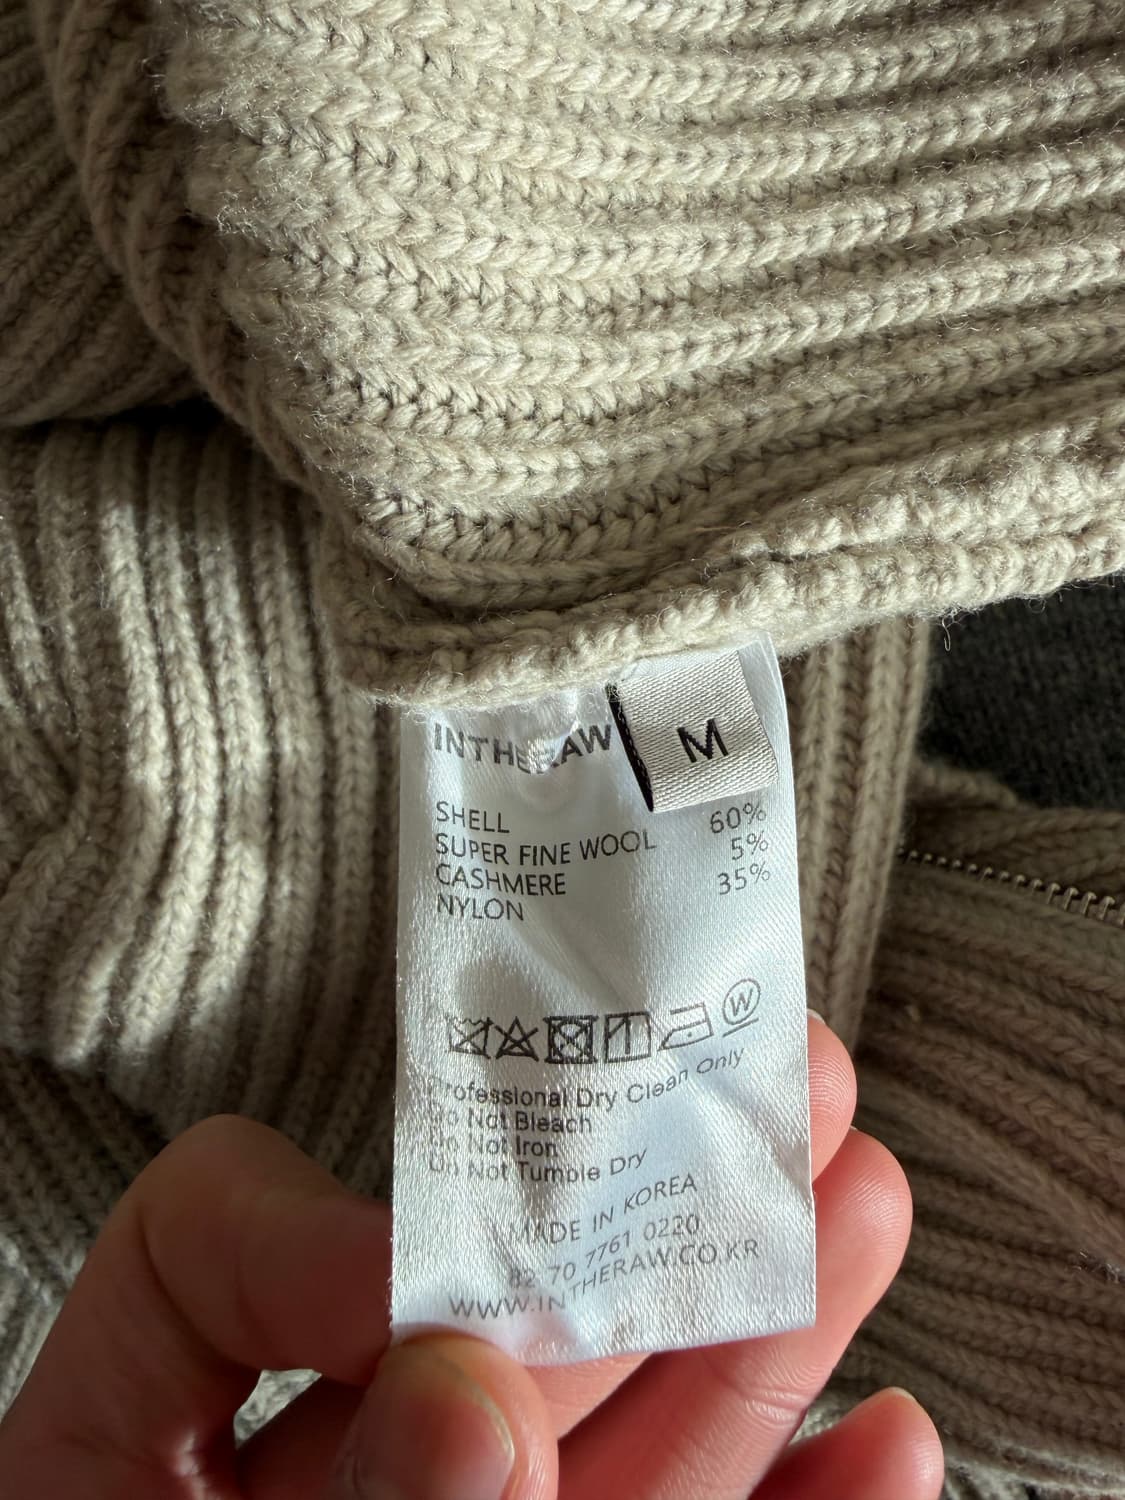 INTHERAW
M
SHELL
SUPER FINE WOOL 60%
CASHMERE 5%
NYLON 35%
W
Professional Dry Clean Only
Do Not Bleach
Do Not Iron
Do Not Tumble Dry
MADE IN KOREA
82 70 7761 0220
WWW.INTHERAW.CO.KR